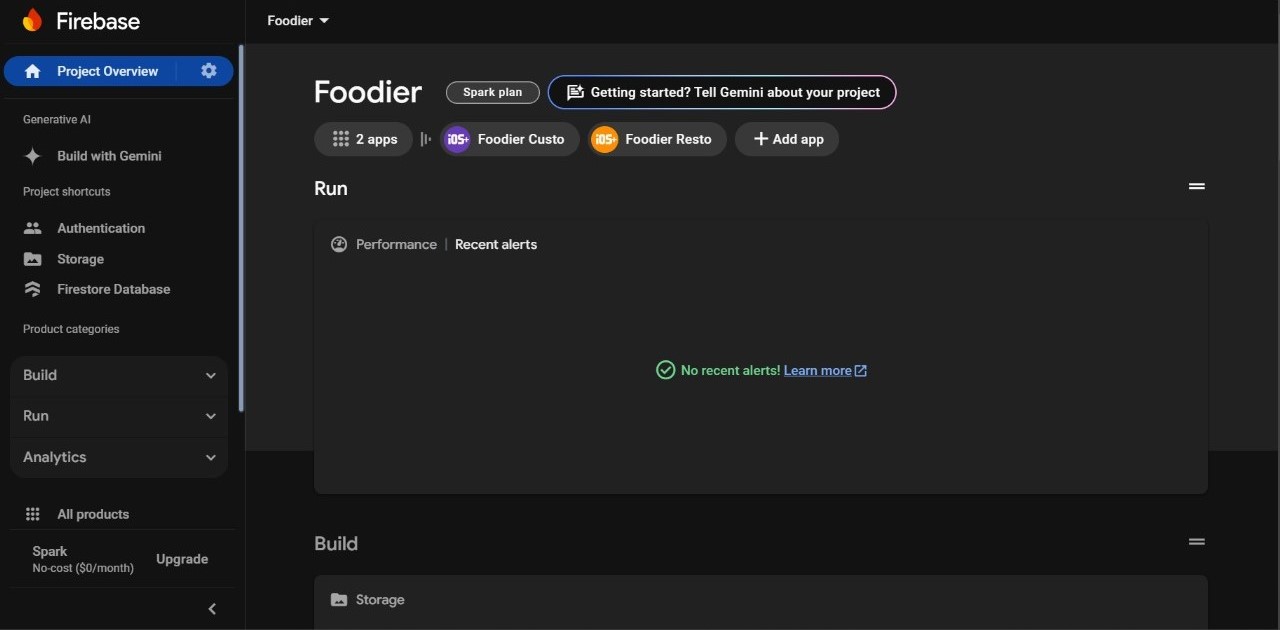 Firebase
Foodier
Project Overview
Generative AI
Build with Gemini
Project shortcuts
Authentication
Storage
Firestore Database
Product categories
Build
Run
Analytics
All products
Spark
No-cost ($0/month)
Upgrade
Foodier
Spark plan
Getting started? Tell Gemini about your project
2 apps
iOS+ Foodier Custo
iOS+ Foodier Resto
+ Add app
Run
Performance | Recent alerts
No recent alerts! Learn more
Build
Storage